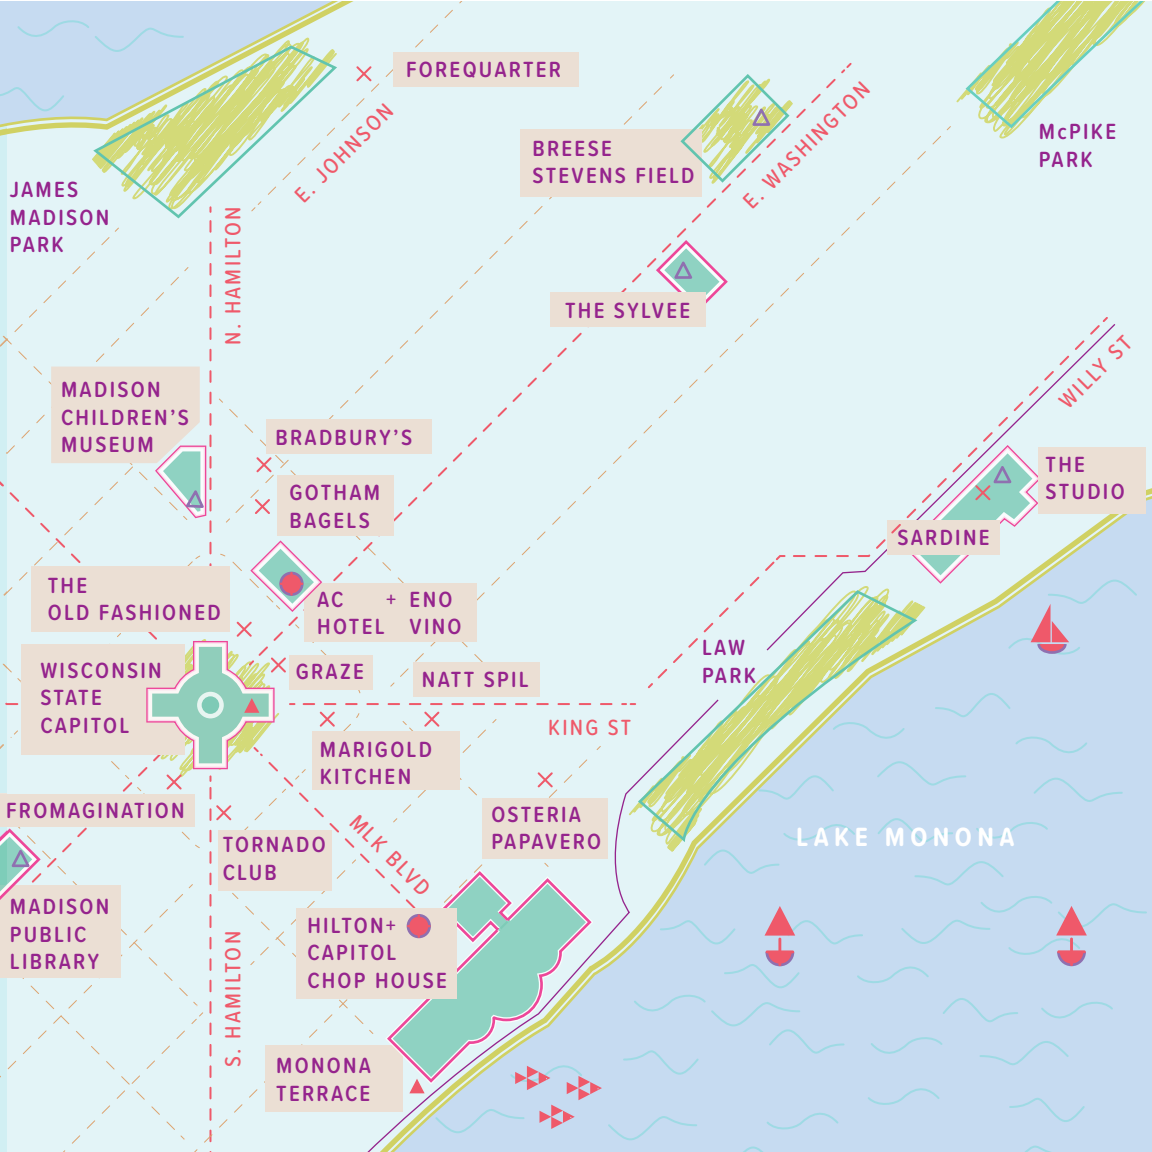 FOREQUARTER
E. JOHNSON
BREESE
STEVENS FIELD
E. WASHINGTON
McPIKE
PARK
JAMES
MADISON
PARK
N. HAMILTON
THE SYLVEE
WILLY ST
MADISON
CHILDREN'S
MUSEUM
BRADBURY'S
GOTHAM
BAGELS
THE
STUDIO
SARDINE
THE
OLD FASHIONED
AC + ENO
HOTEL VINO
LAW
PARK
WISCONSIN
STATE
CAPITOL
GRAZE
NATT SPIL
KING ST
MARIGOLD
KITCHEN
FROMAGINATION
OSTERIA
PAPAVERO
LAKE MONONA
TORNADO
CLUB
MLK BLVD
MADISON
PUBLIC
LIBRARY
HILTON+
CAPITOL
CHOP HOUSE
S. HAMILTON
MONONA
TERRACE